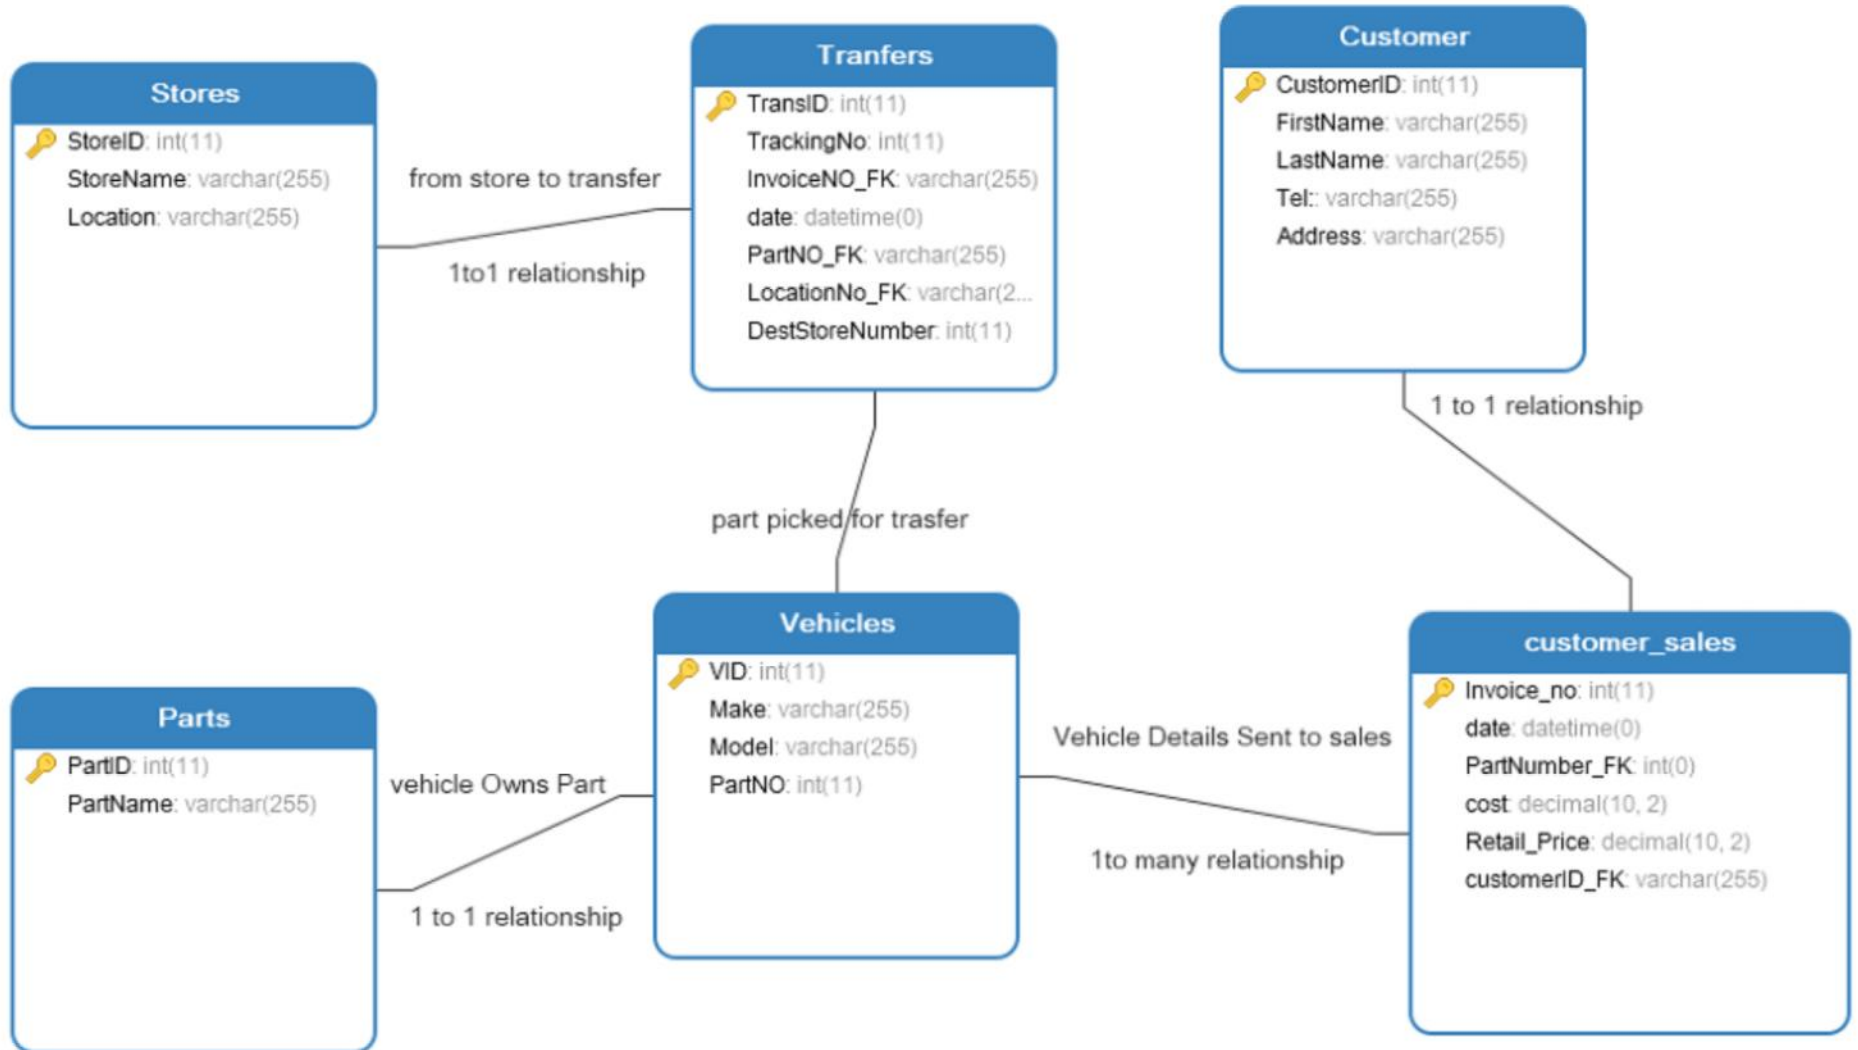 Stores
StoreID: int(11)
StoreName: varchar(255)
Location: varchar(255)
from store to transfer
1to1 relationship
Tranfers
TransID: int(11)
TrackingNo: int(11)
InvoiceNO_FK: varchar(255)
date: datetime(0)
PartNO_FK: varchar(255)
LocationNo_FK: varchar(2...
DestStoreNumber: int(11)
Customer
CustomerID: int(11)
FirstName: varchar(255)
LastName: varchar(255)
Tel:: varchar(255)
Address: varchar(255)
1 to 1 relationship
part picked for trasfer
Parts
PartID: int(11)
PartName: varchar(255)
vehicle Owns Part
1 to 1 relationship
Vehicles
VID: int(11)
Make: varchar(255)
Model: varchar(255)
PartNO: int(11)
Vehicle Details Sent to sales
1to many relationship
customer_sales
Invoice_no: int(11)
date: datetime(0)
PartNumber_FK: int(0)
cost: decimal(10, 2)
Retail_Price: decimal(10, 2)
customerID_FK: varchar(255)